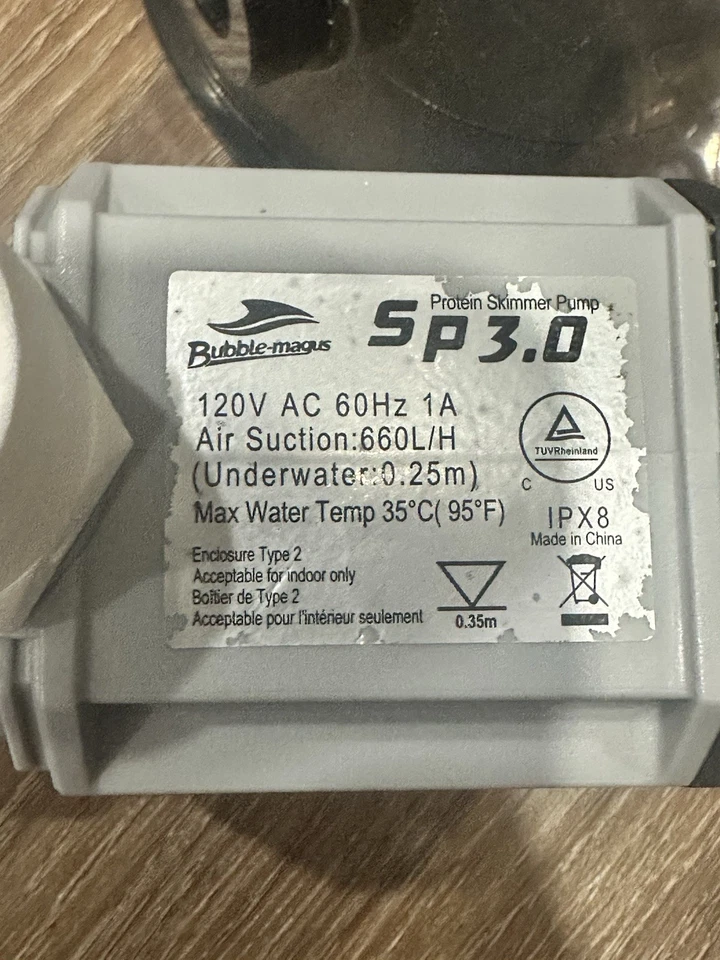 Bubble-magus
Protein Skimmer Pump
SP 3.0
120V AC 60Hz 1A
Air Suction:660L/H
(Underwater:0.25m)
Max Water Temp 35°C( 95°F)
TUVRheinland
C US
IPX8
Made in China
Enclosure Type 2
Acceptable for indoor only
Boîtier de Type 2
Acceptable pour l'intérieur seulement
0.35m